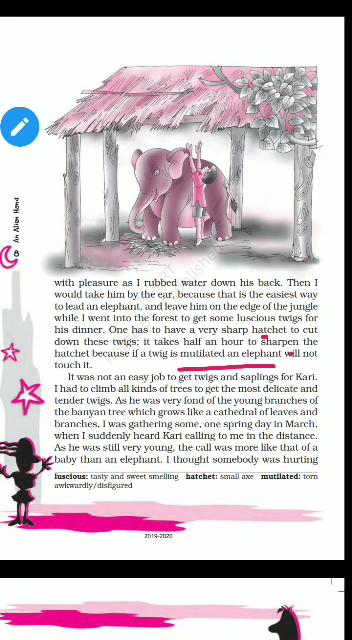 8 An Alien Hand
with pleasure as I rubbed water down his back. Then I
would take him by the ear, because that is the easiest way
to lead an elephant, and leave him on the edge of the jungle
while I went into the forest to get some luscious twigs for
his dinner. One has to have a very sharp hatchet to cut
down these twigs; it takes half an hour to sharpen the
hatchet because if a twig is mutilated an elephant will not
touch it.
It was not an easy job to get twigs and saplings for Kari.
I had to climb all kinds of trees to get the most delicate and
tender twigs. As he was very fond of the young branches of
the banyan tree which grows like a cathedral of leaves and
branches, I was gathering some, one spring day in March,
when I suddenly heard Kari calling to me in the distance.
As he was still very young, the call was more like that of a
baby than an elephant. I thought somebody was hurting
luscious: tasty and sweet smelling hatchet: small axe mutilated: torn
awkwardly/disfigured
2019-2020